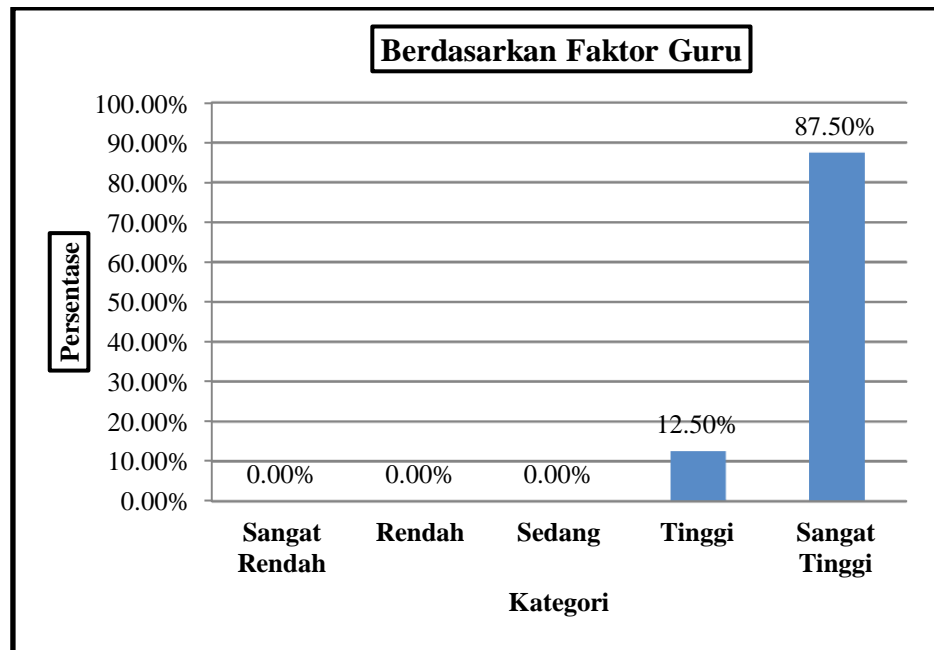 Berdasarkan Faktor Guru
100.00%
90.00%
80.00%
70.00%
60.00%
50.00%
40.00%
30.00%
20.00%
10.00%
0.00%
Persentase
0.00%
0.00%
0.00%
12.50%
87.50%
Sangat
Rendah
Rendah
Sedang
Tinggi
Sangat
Tinggi
Kategori